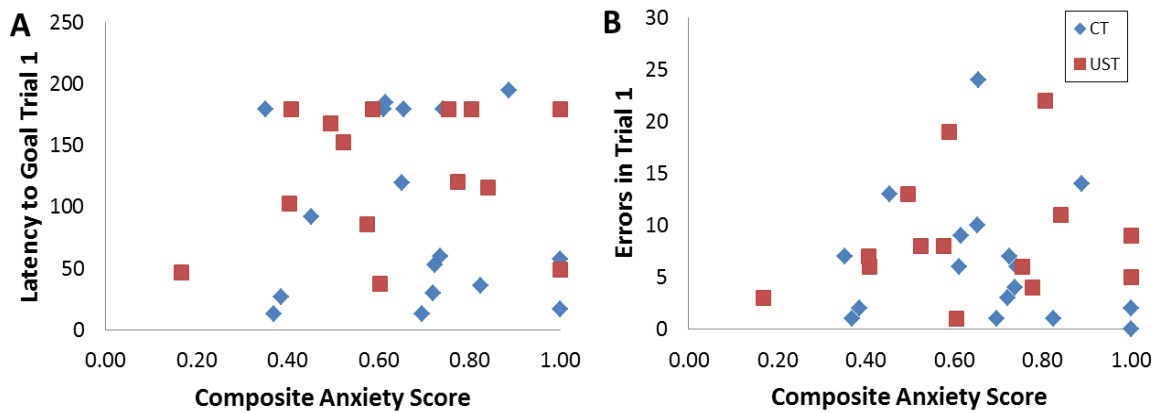 A
Latency to Goal Trial 1
250
200
150
100
50
0
0.00 0.20 0.40 0.60 0.80 1.00
Composite Anxiety Score
B
Errors in Trial 1
30
25
20
15
10
5
0
0.00 0.20 0.40 0.60 0.80 1.00
Composite Anxiety Score
CT
UST